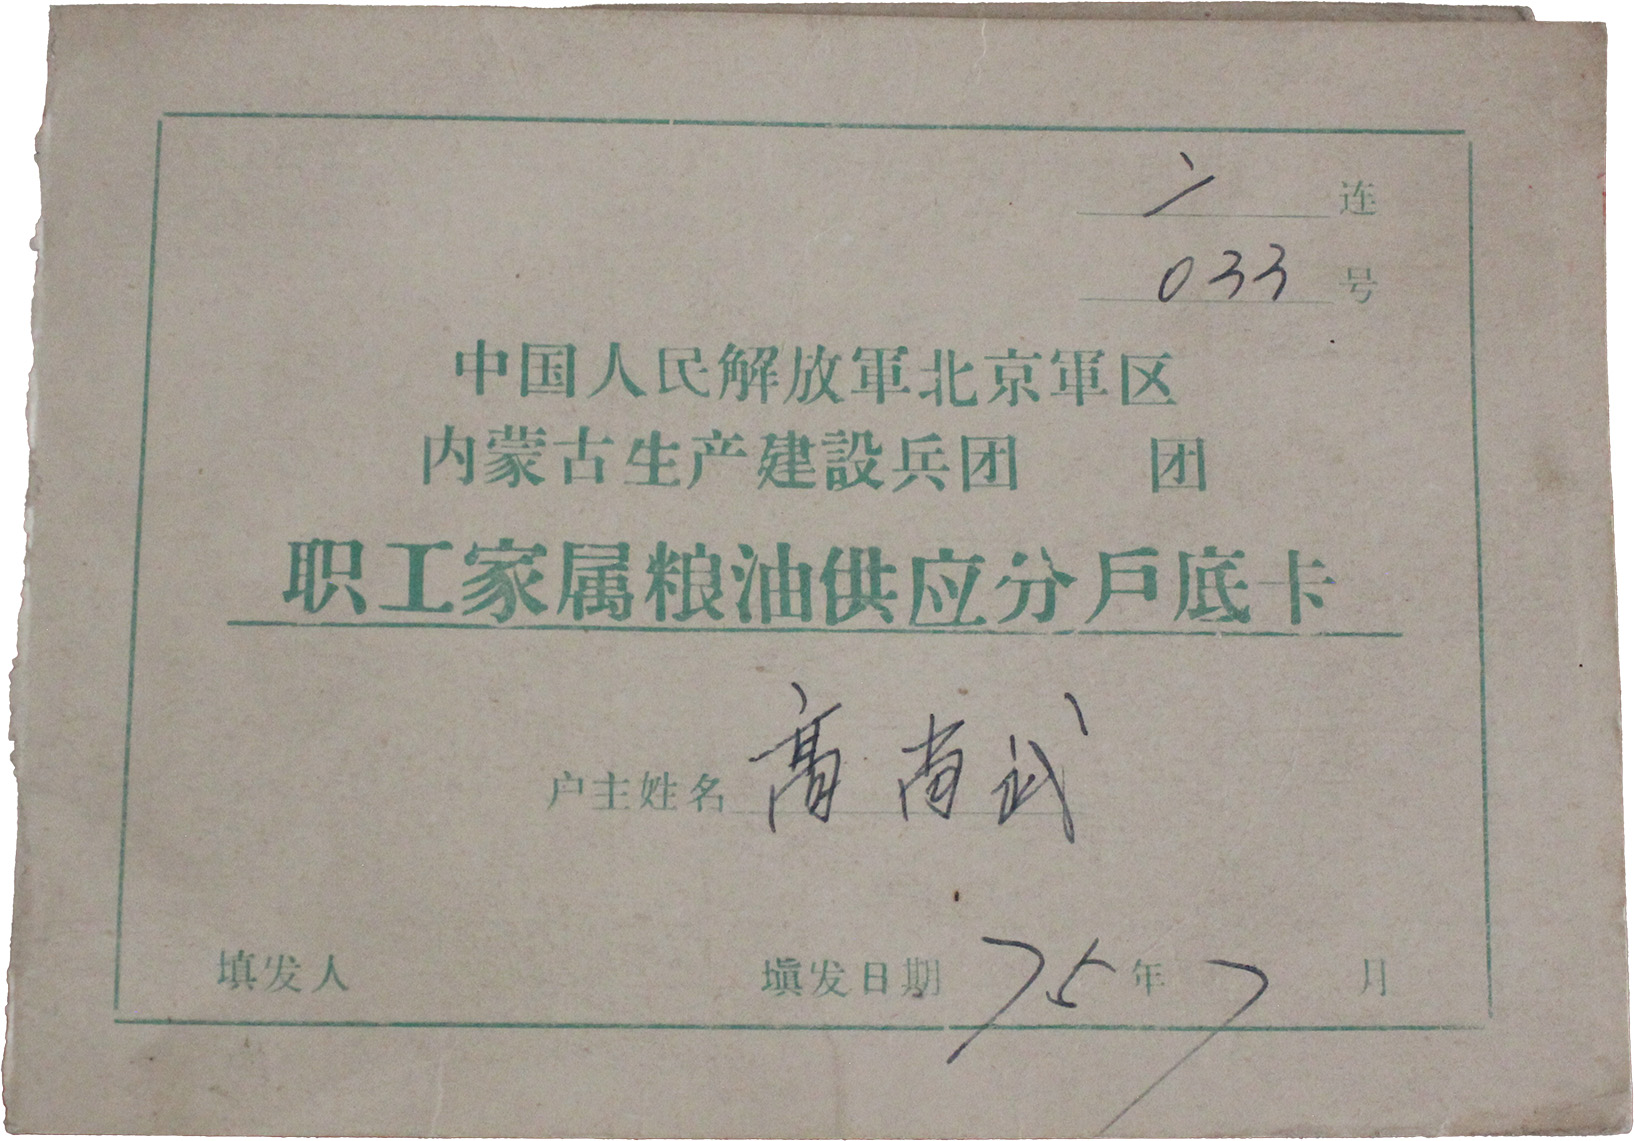 连
033 号
中国人民解放軍北京軍区
内蒙古生产建設兵团 团
职工家属粮油供应分戶底卡
户主姓名 高尚武
填发人 填发日期 75 年 7 月